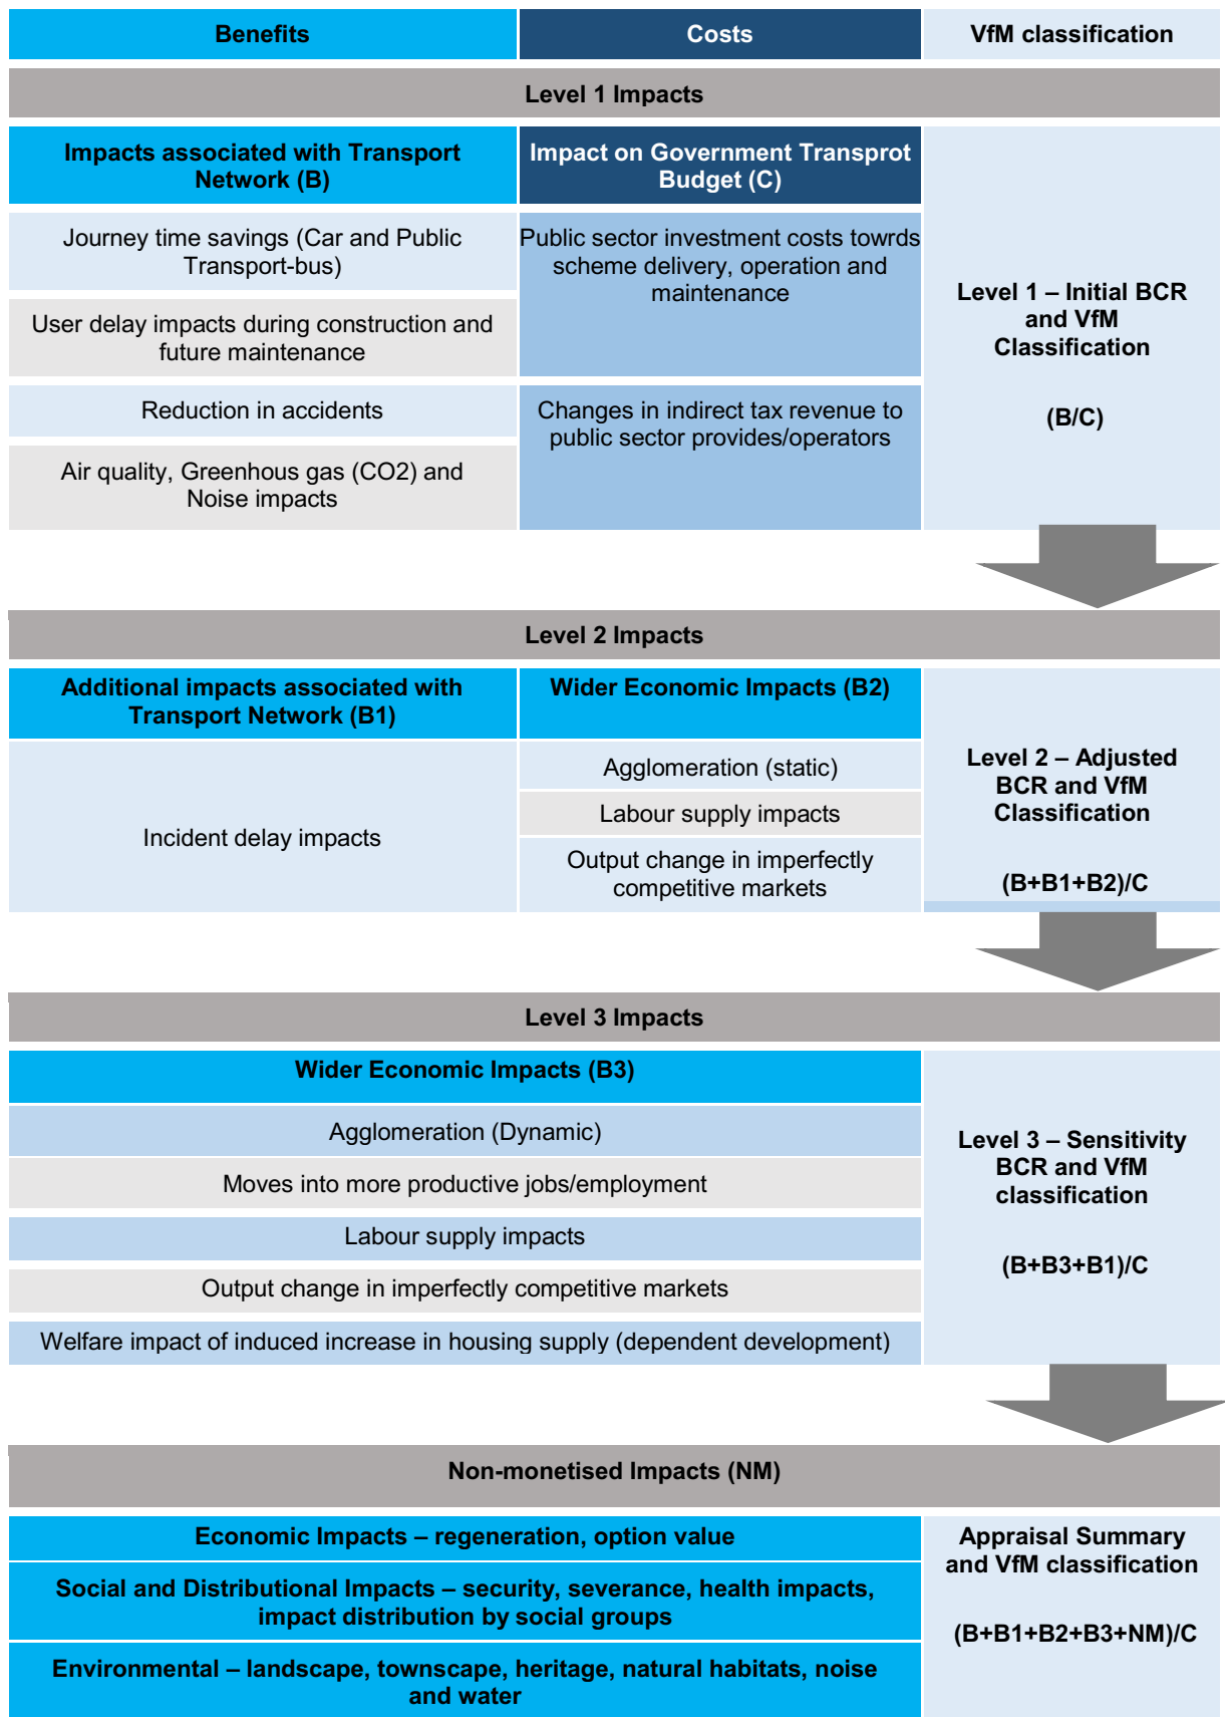 Benefits
Costs
VfM classification
Level 1 Impacts
Impacts associated with Transport
Network (B)
Impact on Government Transprot
Budget (C)
Journey time savings (Car and Public
Transport-bus)
Public sector investment costs towrds
scheme delivery, operation and
maintenance
User delay impacts during construction and
future maintenance
Reduction in accidents
Changes in indirect tax revenue to
public sector provides/operators
Air quality, Greenhous gas (CO2) and
Noise impacts
Level 1 – Initial BCR
and VfM
Classification
(B/C)
Level 2 Impacts
Additional impacts associated with
Transport Network (B1)
Wider Economic Impacts (B2)
Incident delay impacts
Agglomeration (static)
Labour supply impacts
Output change in imperfectly
competitive markets
Level 2 – Adjusted
BCR and VfM
Classification
(B+B1+B2)/C
Level 3 Impacts
Wider Economic Impacts (B3)
Agglomeration (Dynamic)
Moves into more productive jobs/employment
Labour supply impacts
Output change in imperfectly competitive markets
Welfare impact of induced increase in housing supply (dependent development)
Level 3 – Sensitivity
BCR and VfM
classification
(B+B3+B1)/C
Non-monetised Impacts (NM)
Economic Impacts – regeneration, option value
Social and Distributional Impacts – security, severance, health impacts,
impact distribution by social groups
Environmental – landscape, townscape, heritage, natural habitats, noise
and water
Appraisal Summary
and VfM classification
(B+B1+B2+B3+NM)/C